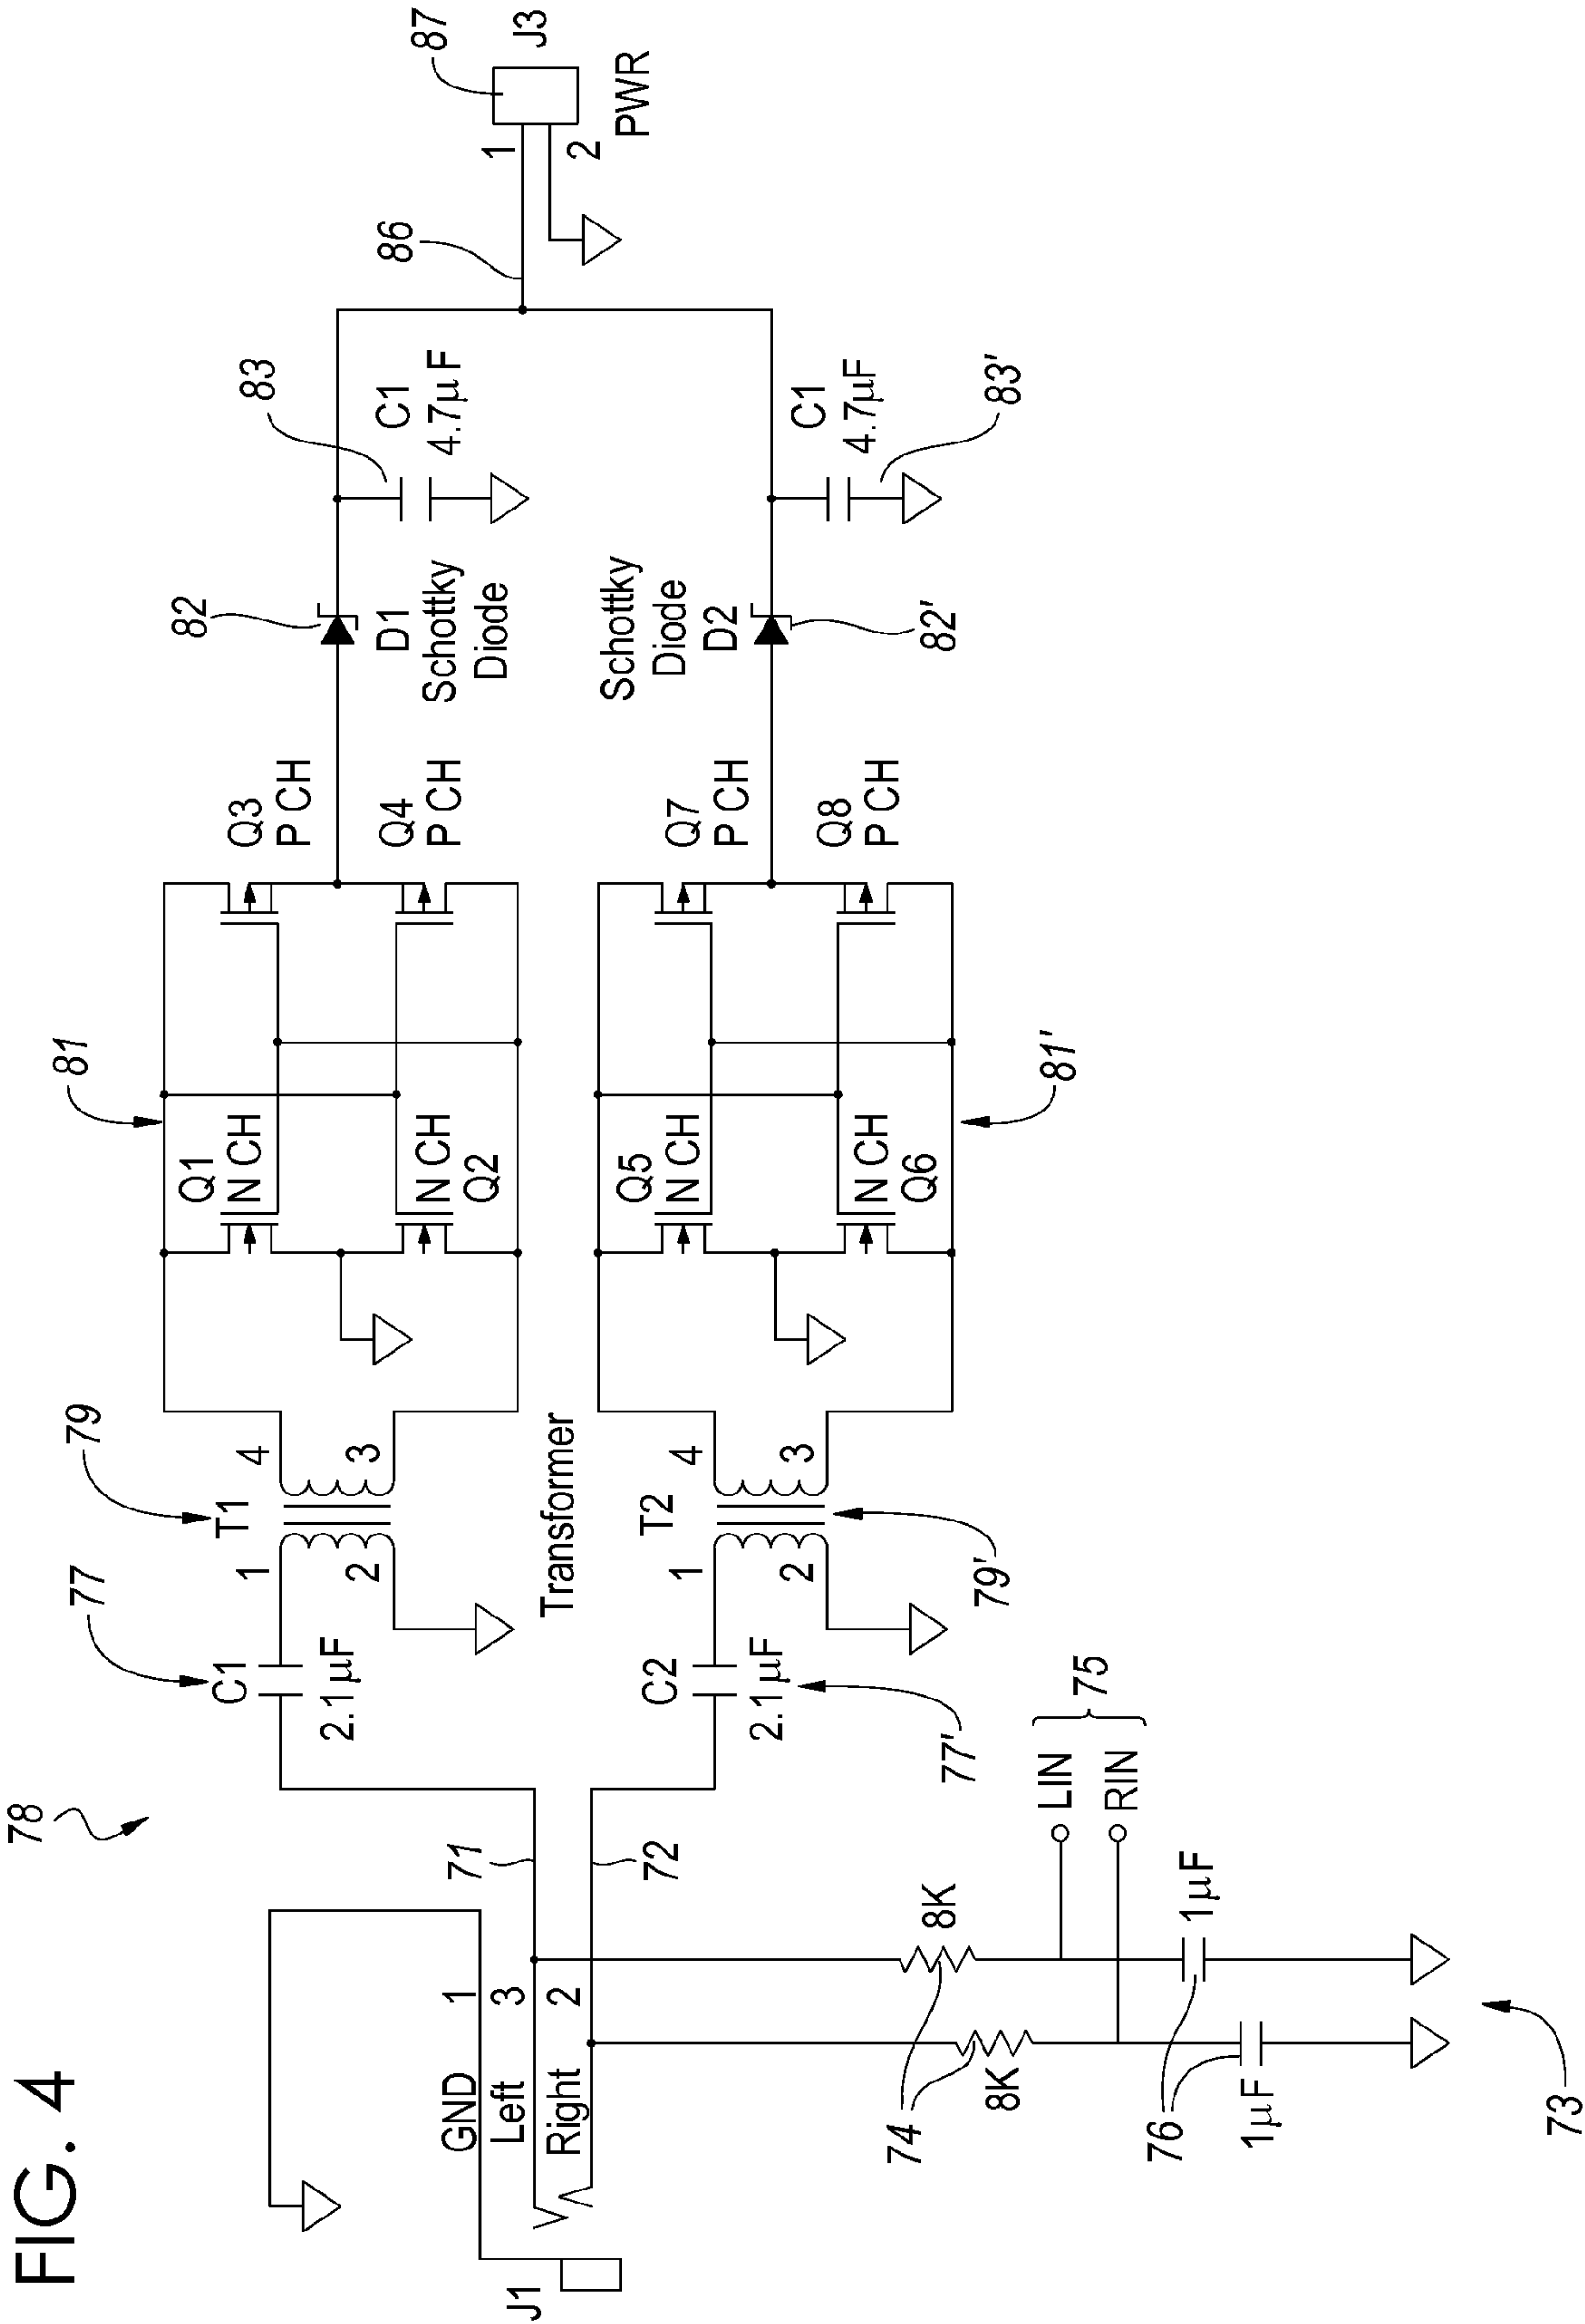 FIG. 4
78
77
C1
2.1µF
79
T1
1
2
4
3
Transformer
81
Q1
N CH
N CH
Q2
Q3
P CH
Q4
P CH
82
D1
Schottky
Diode
83
C1
4.7µF
86
87
1
2
J3
PWR
J1
GND
Left
Right
1
3
2
71
72
C2
2.1µF
77'
T2
1
2
4
3
79'
Q5
N CH
N CH
Q6
81'
Q7
P CH
Q8
P CH
Schottky
Diode
D2
82'
C1
4.7µF
83'
74
8K
8K
LIN
RIN
75
76
1µF
1µF
73